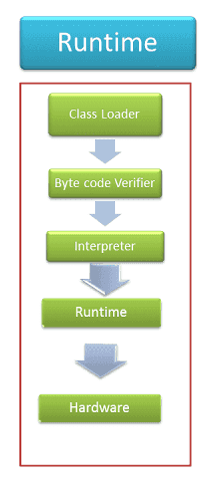 Runtime
Class Loader
Byte code Verifier
Interpreter
Runtime
Hardware